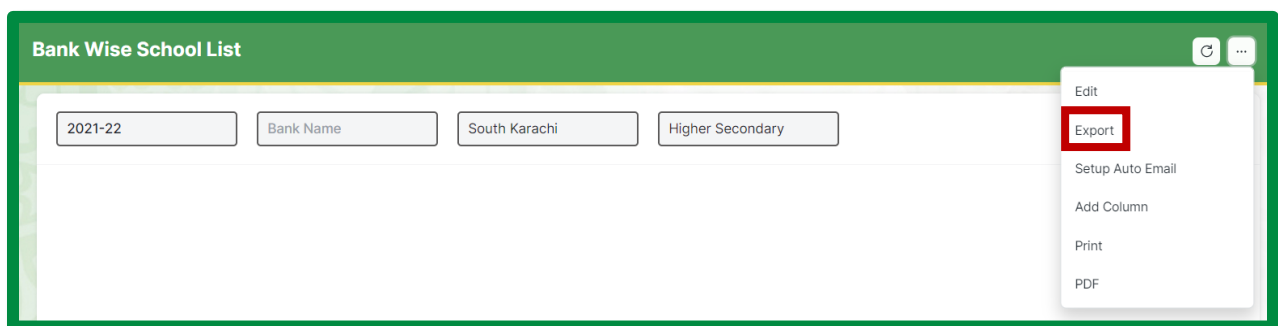 Bank Wise School List
...
Edit
2021-22
Bank Name
South Karachi
Higher Secondary
Export
Setup Auto Email
Add Column
Print
PDF